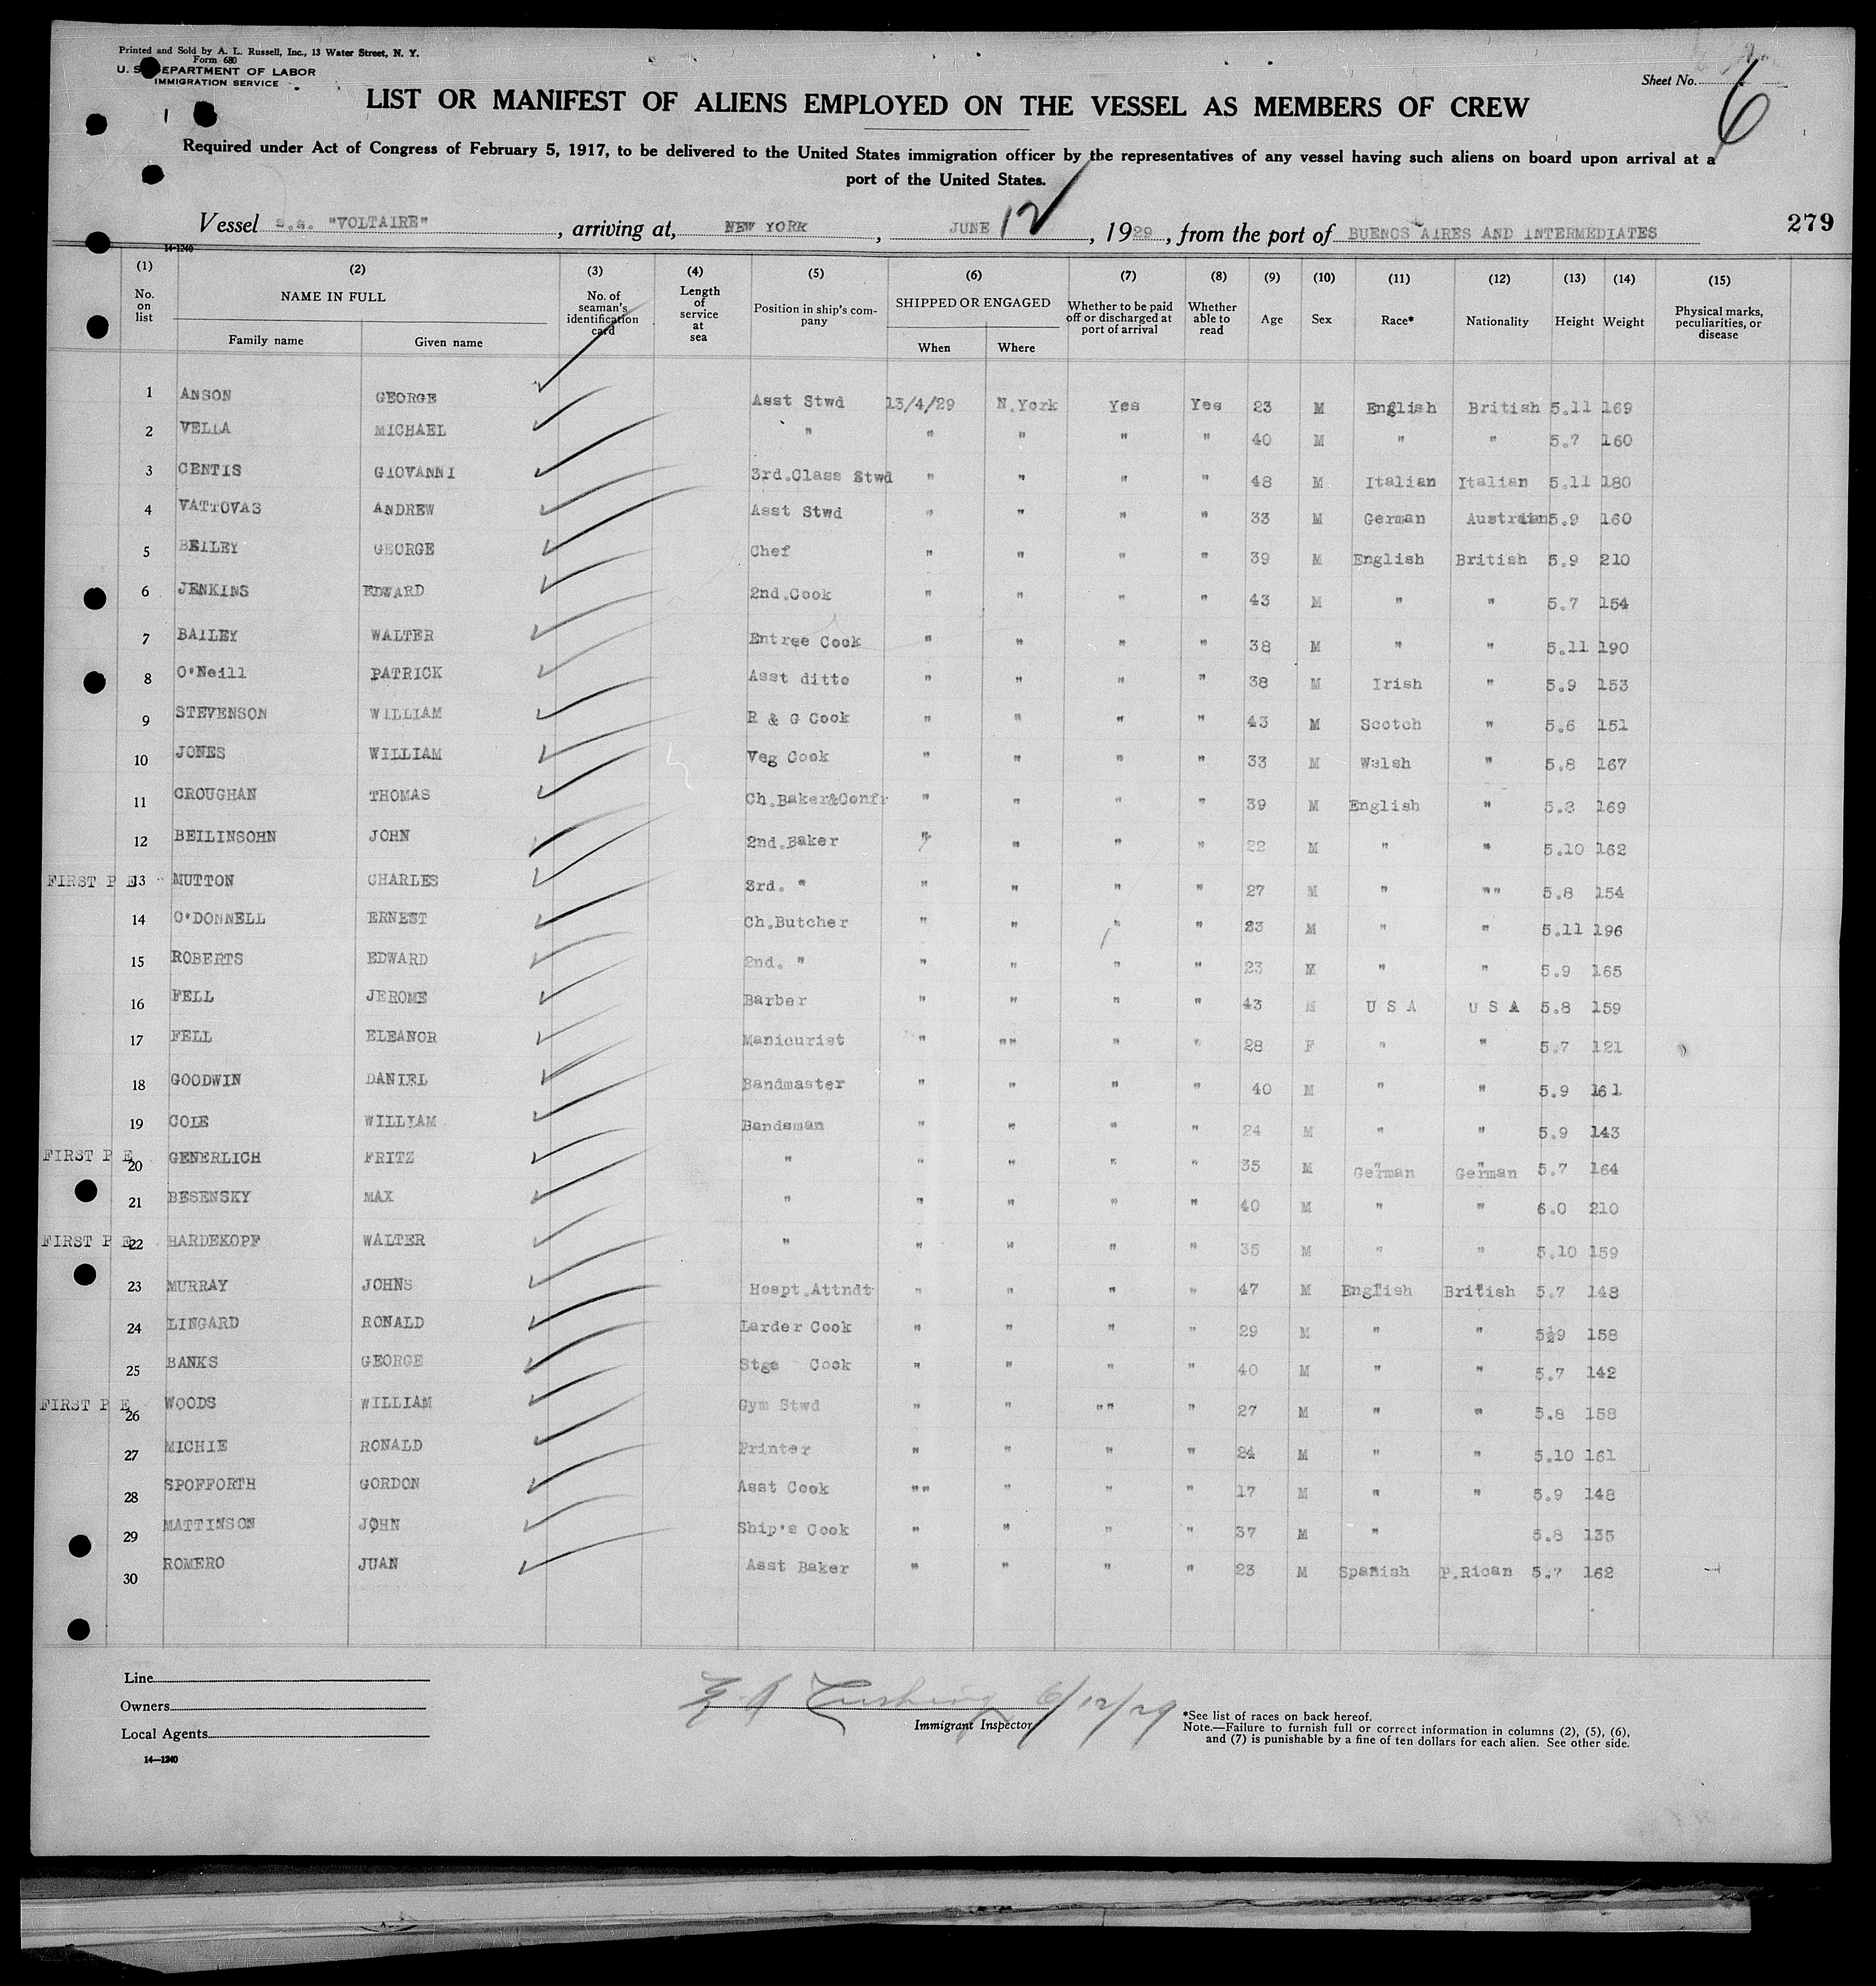 Printed and Sold by A. L. Russell, Inc., 13 Water Street, N. Y.
Form 680
U. S. DEPARTMENT OF LABOR
IMMIGRATION SERVICE
Sheet No. 6
LIST OR MANIFEST OF ALIENS EMPLOYED ON THE VESSEL AS MEMBERS OF CREW
Required under Act of Congress of February 5, 1917, to be delivered to the United States immigration officer by the representatives of any vessel having such aliens on board upon arrival at a
port of the United States.
Vessel s.s. "VOLTAIRE", arriving at, NEW YORK, JUNE 12, 1929, from the port of BUENOS AIRES AND INTERMEDIATES 279
14-1240
(1) No. on list (2) NAME IN FULL Family name Given name (3) No. of seaman's identification card (4) Length of service at sea (5) Position in ship's company (6) SHIPPED OR ENGAGED When Where (7) Whether to be paid off or discharged at port of arrival (8) Whether able to read (9) Age (10) Sex (11) Race* (12) Nationality (13) Height (14) Weight (15) Physical marks, peculiarities, or disease
1 ANSON GEORGE Asst Stwd 13/4/29 N.York Yes Yes 23 M English British 5.11 169
2 VELLA MICHAEL " " " " " 40 M " " 5.7 160
3 CENTIS GIOVANNI 3rd.Class Stwd " " " " 48 M Italian Italian 5.11 180
4 VATTOVAS ANDREW Asst Stwd " " " " 33 M German Austrian 5.9 160
5 BEILEY GEORGE Chef " " " " 39 M English British 5.9 210
6 JENKINS EDWARD 2nd.Cook " " " " 43 M " " 5.7 154
7 BAILEY WALTER Entree Cook " " " " 38 M " " 5.11 190
8 O'Neill PATRICK Asst ditto " " " " 38 M Irish " 5.9 153
9 STEVENSON WILLIAM R & G Cook " " " " 43 M Scotch " 5.6 151
10 JONES WILLIAM Veg Cook " " " " 33 M Welsh " 5.8 167
11 CROUGHAN THOMAS Ch.Baker&Confr " " " " 39 M English " 5.8 169
12 BEILINSOHN JOHN 2nd.Baker " " " " 22 M " " 5.10 162
FIRST P E 13 MUTTON CHARLES 3rd. " " " " " 27 M " "" 5.8 154
14 O'DONNELL ERNEST Ch.Butcher " " " " 23 M " " 5.11 196
15 ROBERTS EDWARD 2nd. " " " " " 23 M " " 5.9 165
16 FELL JEROME Barber " " " " 43 M U S A U S A 5.8 159
17 FELL ELEANOR Manicurist " "" " " 28 F " " 5.7 121
18 GOODWIN DANIEL Bandmaster " " " " 40 M " " 5.9 161
19 COLE WILLIAM Bandsman " " " " 24 M " " 5.9 143
FIRST P E 20 GENERLICH FRITZ " " " " " 35 M German German 5.7 164
21 BESENSKY MAX " " " " " 40 M " " 6.0 210
FIRST P E 22 HARDEKOPF WALTER " " " " " 35 M " " 5.10 159
23 MURRAY JOHNS Hospt.Attndt " " " " 47 M English British 5.7 148
24 LINGARD RONALD Larder Cook " " " " 29 M " " 5½9 158
25 BANKS GEORGE Stge Cook " " " " 40 M " " 5.7 142
FIRST P E 26 WOODS WILLIAM Gym Stwd " " "" " 27 M " " 5.8 158
27 MICHIE RONALD Printer " " " " 24 M " " 5.10 161
28 SPOFFORTH GORDON Asst Cook "" " " " 17 M " " 5.9 148
29 MATTINSON JOHN Ship's Cook " " " " 37 M " 5.8 135
30 ROMERO JUAN Asst Baker " " " " 23 M Spanish P.Rican 5.7 162
Line
Owners
Local Agents
14—1240
Cushing 6/12/29
Immigrant Inspector
*See list of races on back hereof.
Note.—Failure to furnish full or correct information in columns (2), (5), (6),
and (7) is punishable by a fine of ten dollars for each alien. See other side.